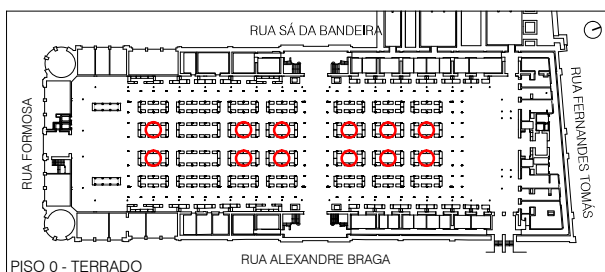 RUA SÁ DA BANDEIRA
RUA FORMOSA
RUA FERNANDES TOMÁS
RUA ALEXANDRE BRAGA
PISO 0 - TERRADO